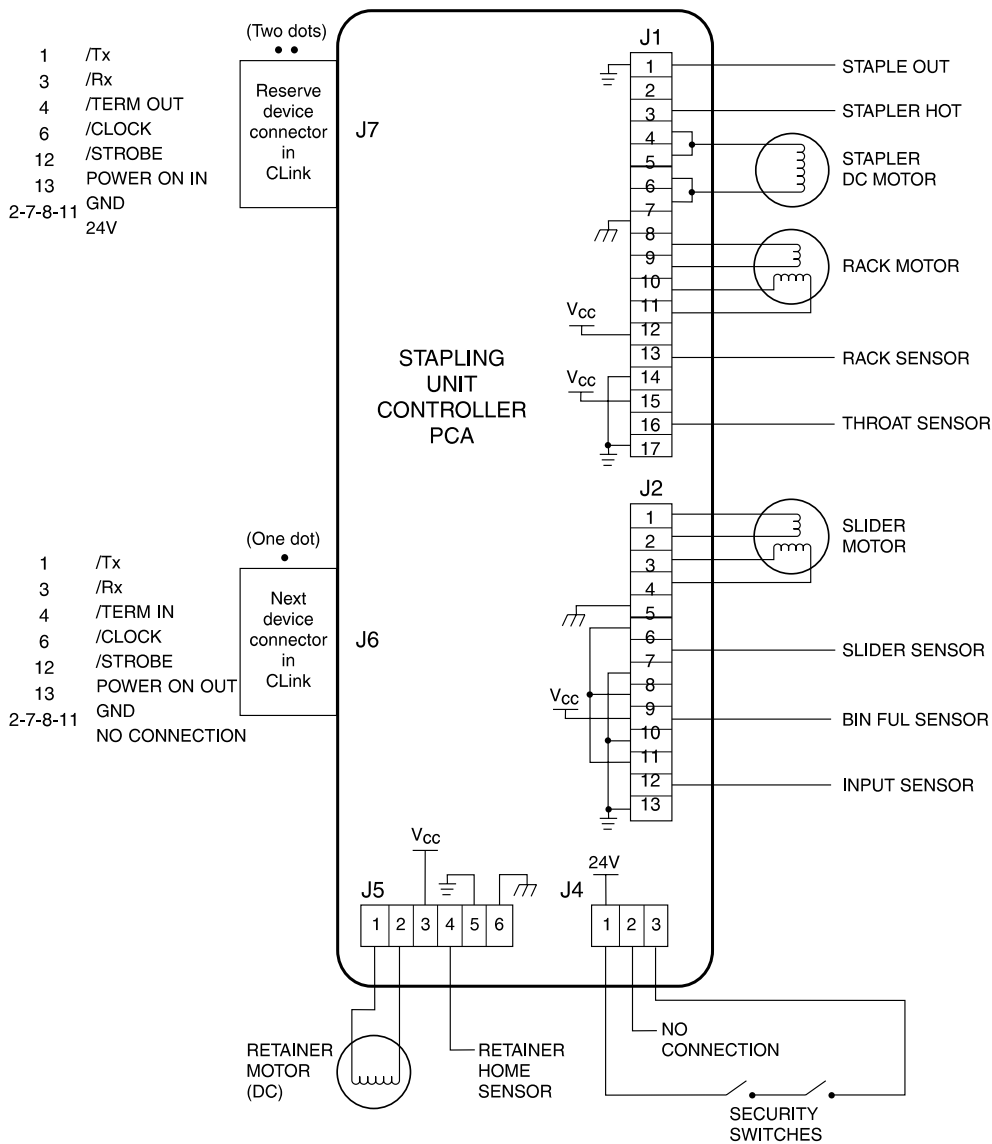 (Two dots)
1 /Tx
3 /Rx
4 /TERM OUT
6 /CLOCK
12 /STROBE
13 POWER ON IN
2-7-8-11 GND
24V
Reserve
device
connector
in
CLink
J7
J1
1
2
3
4
5
6
7
8
9
10
11
12
13
14
15
16
17
VCC
VCC
STAPLE OUT
STAPLER HOT
STAPLER
DC MOTOR
RACK MOTOR
RACK SENSOR
THROAT SENSOR
STAPLING
UNIT
CONTROLLER
PCA
(One dot)
1 /Tx
3 /Rx
4 /TERM IN
6 /CLOCK
12 /STROBE
13 POWER ON OUT
2-7-8-11 GND
NO CONNECTION
Next
device
connector
in
CLink
J6
J2
1
2
3
4
5
6
7
8
9
10
11
12
13
VCC
SLIDER
MOTOR
SLIDER SENSOR
BIN FUL SENSOR
INPUT SENSOR
VCC
J5
1 2 3 4 5 6
24V
J4
1 2 3
RETAINER
MOTOR
(DC)
RETAINER
HOME
SENSOR
NO
CONNECTION
SECURITY
SWITCHES